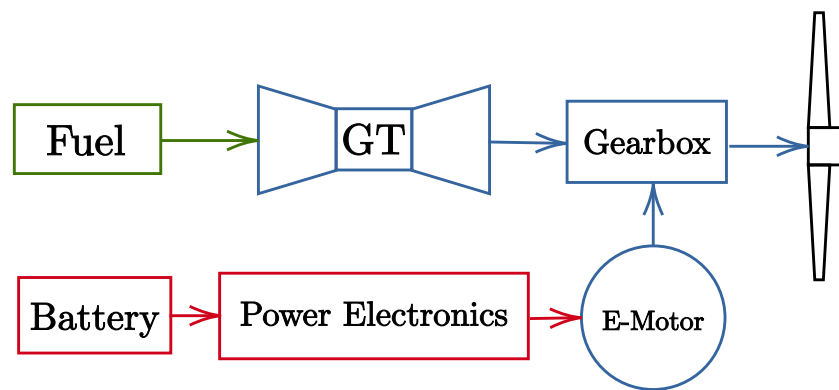 Fuel
GT
Gearbox
Battery
Power Electronics
E-Motor